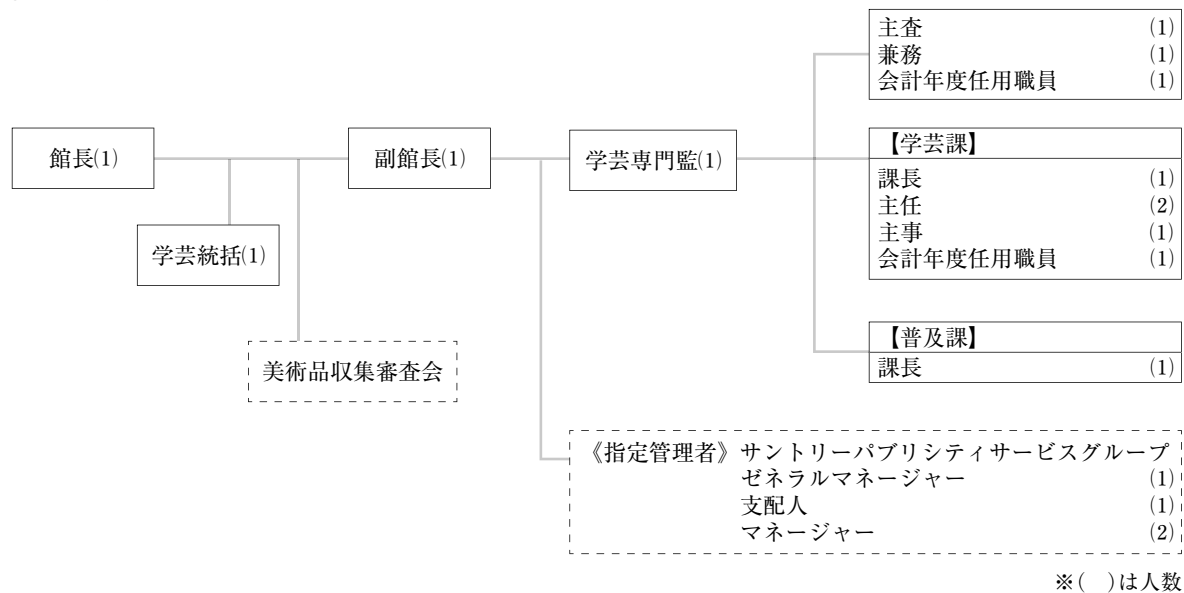 主査 (1)
兼務 (1)
会計年度任用職員 (1)
館長(1)
副館長(1)
学芸専門監(1)
【学芸課】
課長 (1)
主任 (2)
主事 (1)
会計年度任用職員 (1)
学芸統括(1)
美術品収集審査会
【普及課】
課長 (1)
《指定管理者》サントリーパブリシティサービスグループ
ゼネラルマネージャー (1)
支配人 (1)
マネージャー (2)
※(　)は人数